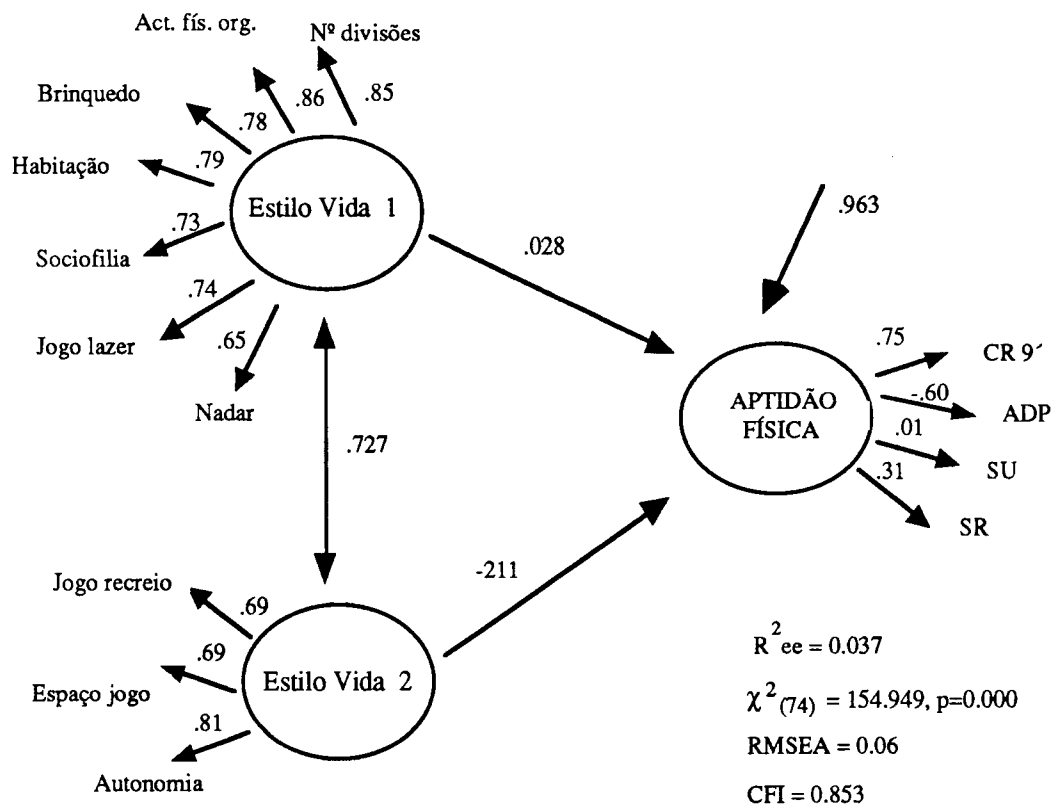 Act. fís. org.
Nº divisões
Brinquedo
.78
.86
.85
Habitação
.79
Estilo Vida 1
.73
Sociofilia
.74
Jogo lazer
.65
Nadar
.028
.963
.727
APTIDÃO
FÍSICA
.75
CR 9´
-.60
ADP
.01
SU
.31
SR
-211
Jogo recreio
.69
.69
Espaço jogo
Estilo Vida 2
.81
Autonomia
R²ee = 0.037
χ²(74) = 154.949, p=0.000
RMSEA = 0.06
CFI = 0.853